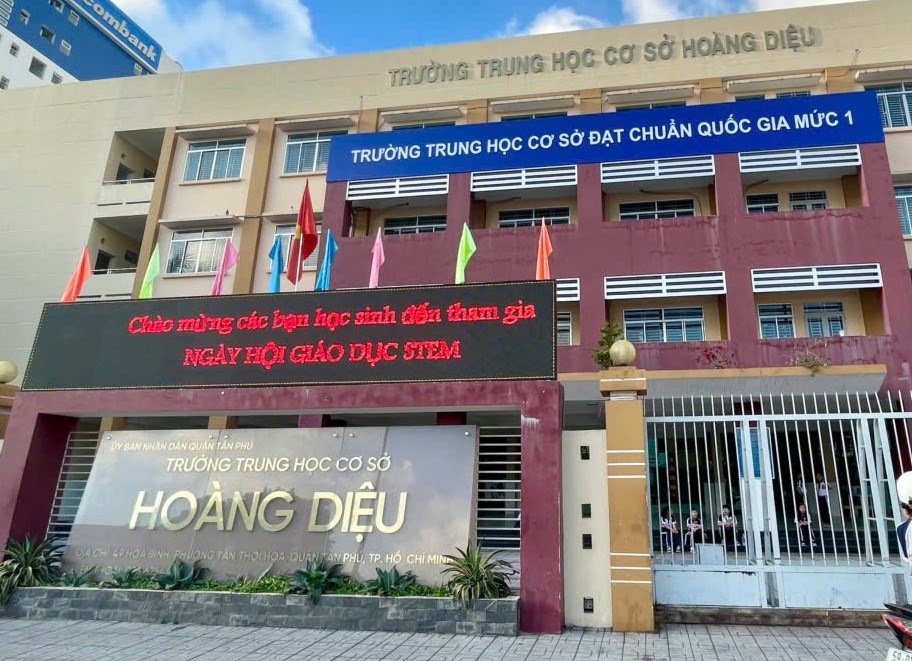 combank
TRƯỜNG TRUNG HỌC CƠ SỞ HOÀNG DIỆU
TRƯỜNG TRUNG HỌC CƠ SỞ ĐẠT CHUẨN QUỐC GIA MỨC 1
Chào mừng các bạn học sinh đến tham gia
NGÀY HỘI GIÁO DỤC STEM
ỦY BAN NHÂN DÂN QUẬN TÂN PHÚ
TRƯỜNG TRUNG HỌC CƠ SỞ
HOÀNG DIỆU
ĐỊA CHỈ: 49 HÒA BÌNH, PHƯỜNG TÂN THỚI HÒA, QUẬN TÂN PHÚ, TP. HỒ CHÍ MINH